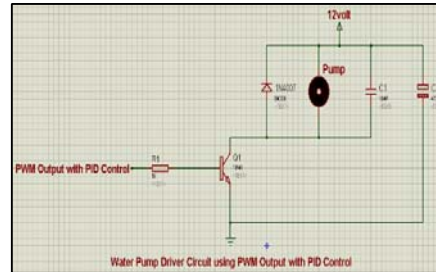 12volt
Pump
1N4007
C1
R1
Q1
PWM Output with PID Control
Water Pump Driver Circuit using PWM Output with PID Control